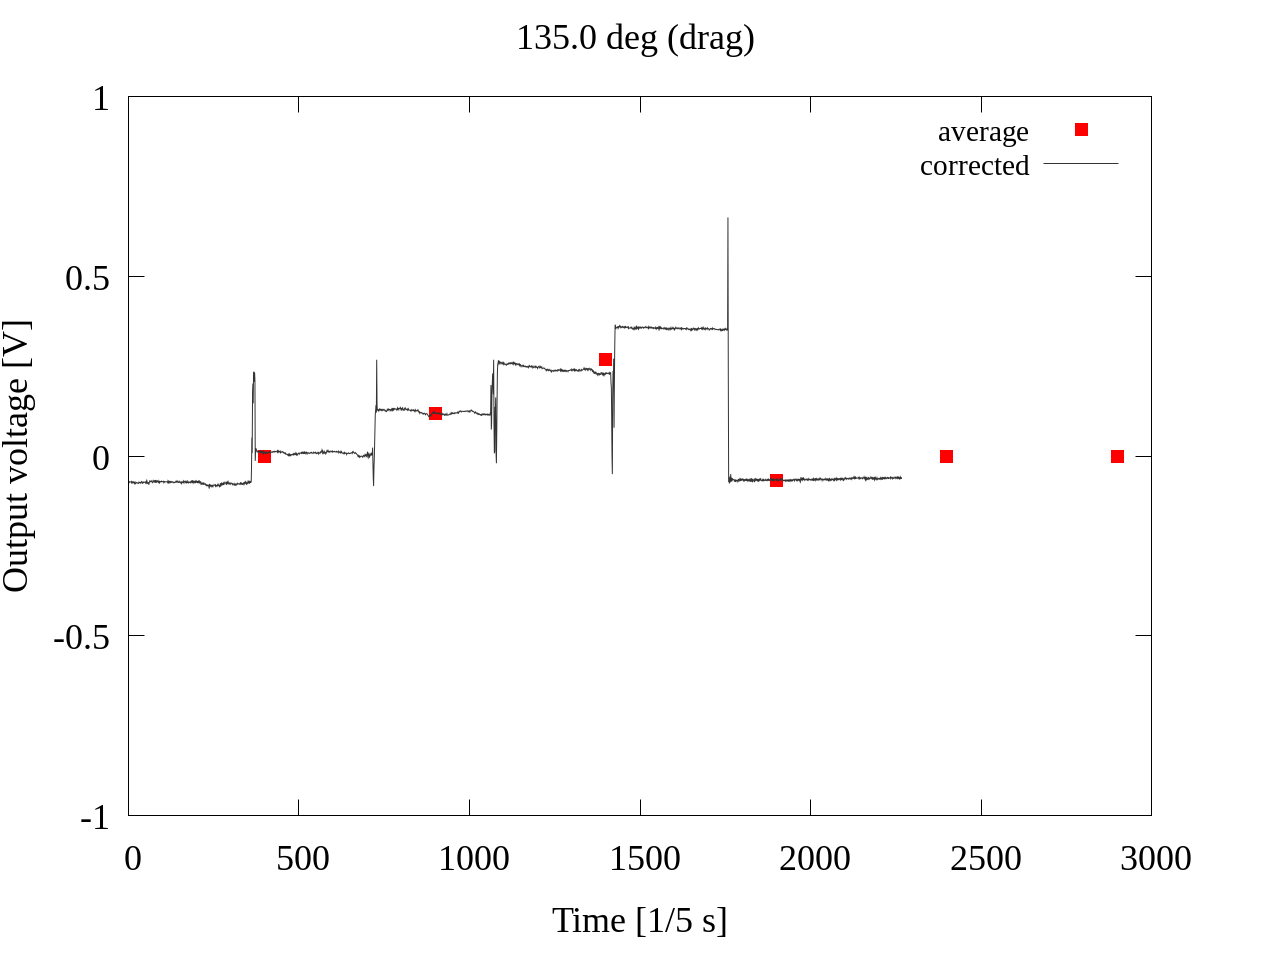 135.0 deg (drag)
1
0.5
0
-0.5
-1
Output voltage [V]
average
corrected
0 500 1000 1500 2000 2500 3000
Time [1/5 s]